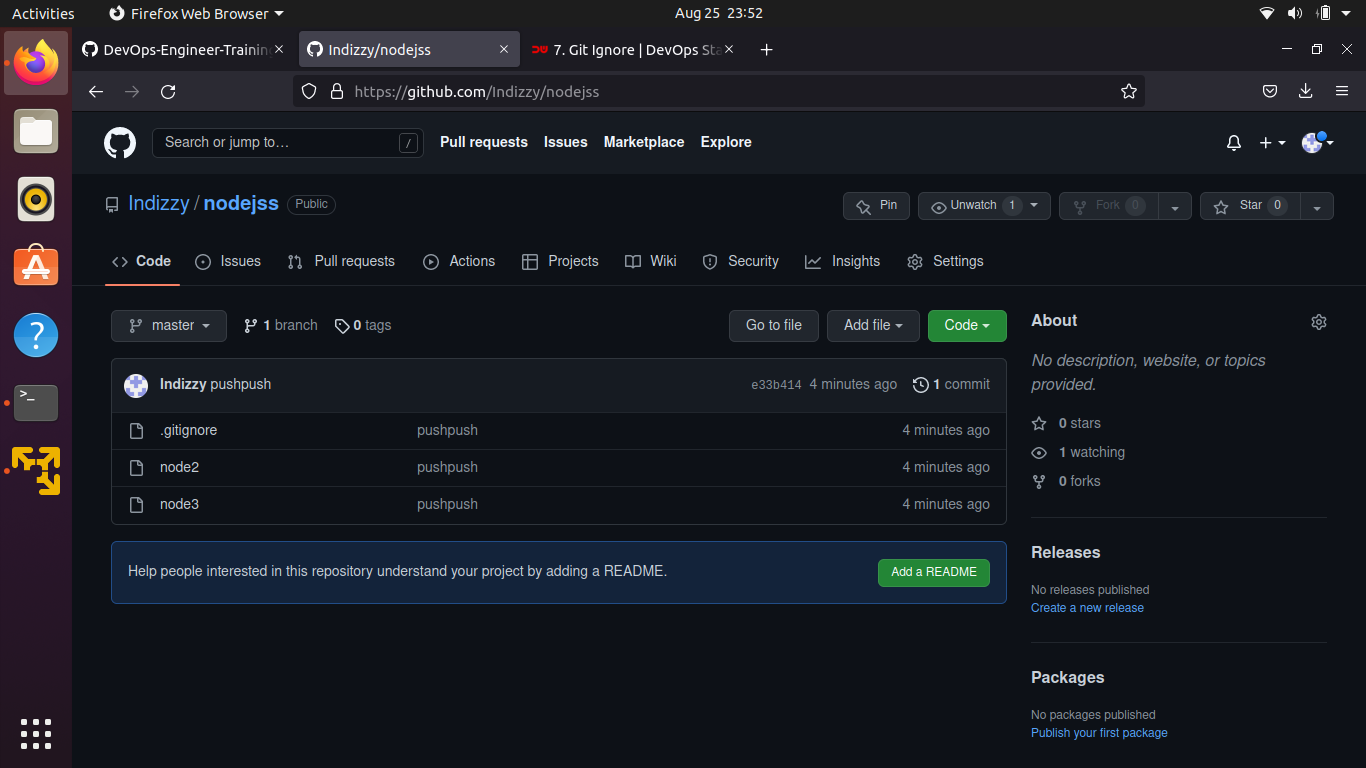 Activities Firefox Web Browser Aug 25 23:52
DevOps-Engineer-Training Indizzy/nodejss 7. Git Ignore | DevOps Sta
https://github.com/Indizzy/nodejss
Search or jump to… / Pull requests Issues Marketplace Explore
Indizzy / nodejss Public Pin Unwatch 1 Fork 0 Star 0
Code Issues Pull requests Actions Projects Wiki Security Insights Settings
master 1 branch 0 tags Go to file Add file Code
Indizzy pushpush e33b414 4 minutes ago 1 commit
.gitignore pushpush 4 minutes ago
node2 pushpush 4 minutes ago
node3 pushpush 4 minutes ago
Help people interested in this repository understand your project by adding a README. Add a README
About
No description, website, or topics
provided.
0 stars
1 watching
0 forks
Releases
No releases published
Create a new release
Packages
No packages published
Publish your first package